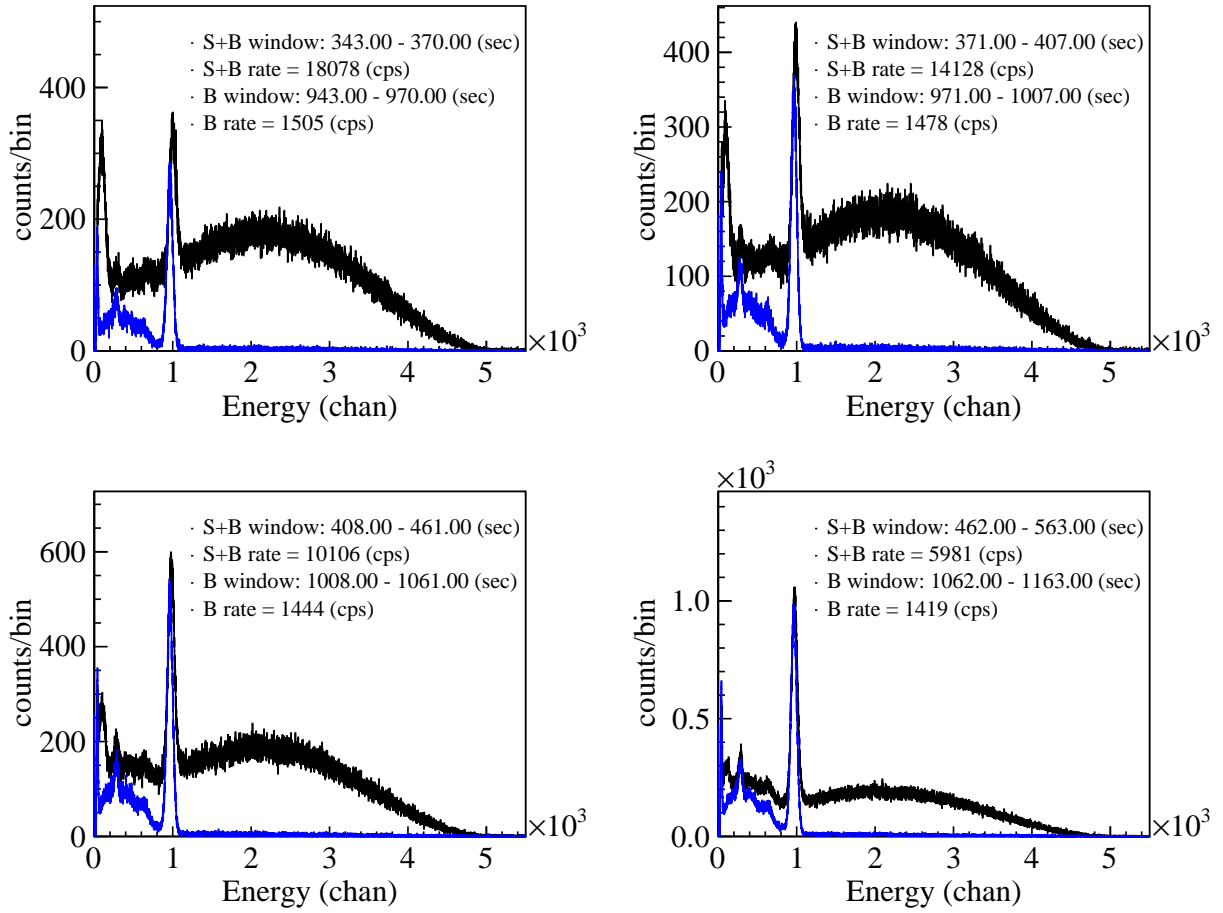 · S+B window: 343.00 - 370.00 (sec)
· S+B rate = 18078 (cps)
· B window: 943.00 - 970.00 (sec)
· B rate = 1505 (cps)
counts/bin
400
200
0
0 1 2 3 4 5 ×10³
Energy (chan)
· S+B window: 371.00 - 407.00 (sec)
· S+B rate = 14128 (cps)
· B window: 971.00 - 1007.00 (sec)
· B rate = 1478 (cps)
counts/bin
400
300
200
100
0
0 1 2 3 4 5 ×10³
Energy (chan)
· S+B window: 408.00 - 461.00 (sec)
· S+B rate = 10106 (cps)
· B window: 1008.00 - 1061.00 (sec)
· B rate = 1444 (cps)
counts/bin
600
400
200
0
0 1 2 3 4 5 ×10³
Energy (chan)
×10³
· S+B window: 462.00 - 563.00 (sec)
· S+B rate = 5981 (cps)
· B window: 1062.00 - 1163.00 (sec)
· B rate = 1419 (cps)
counts/bin
1.0
0.5
0.0
0 1 2 3 4 5 ×10³
Energy (chan)